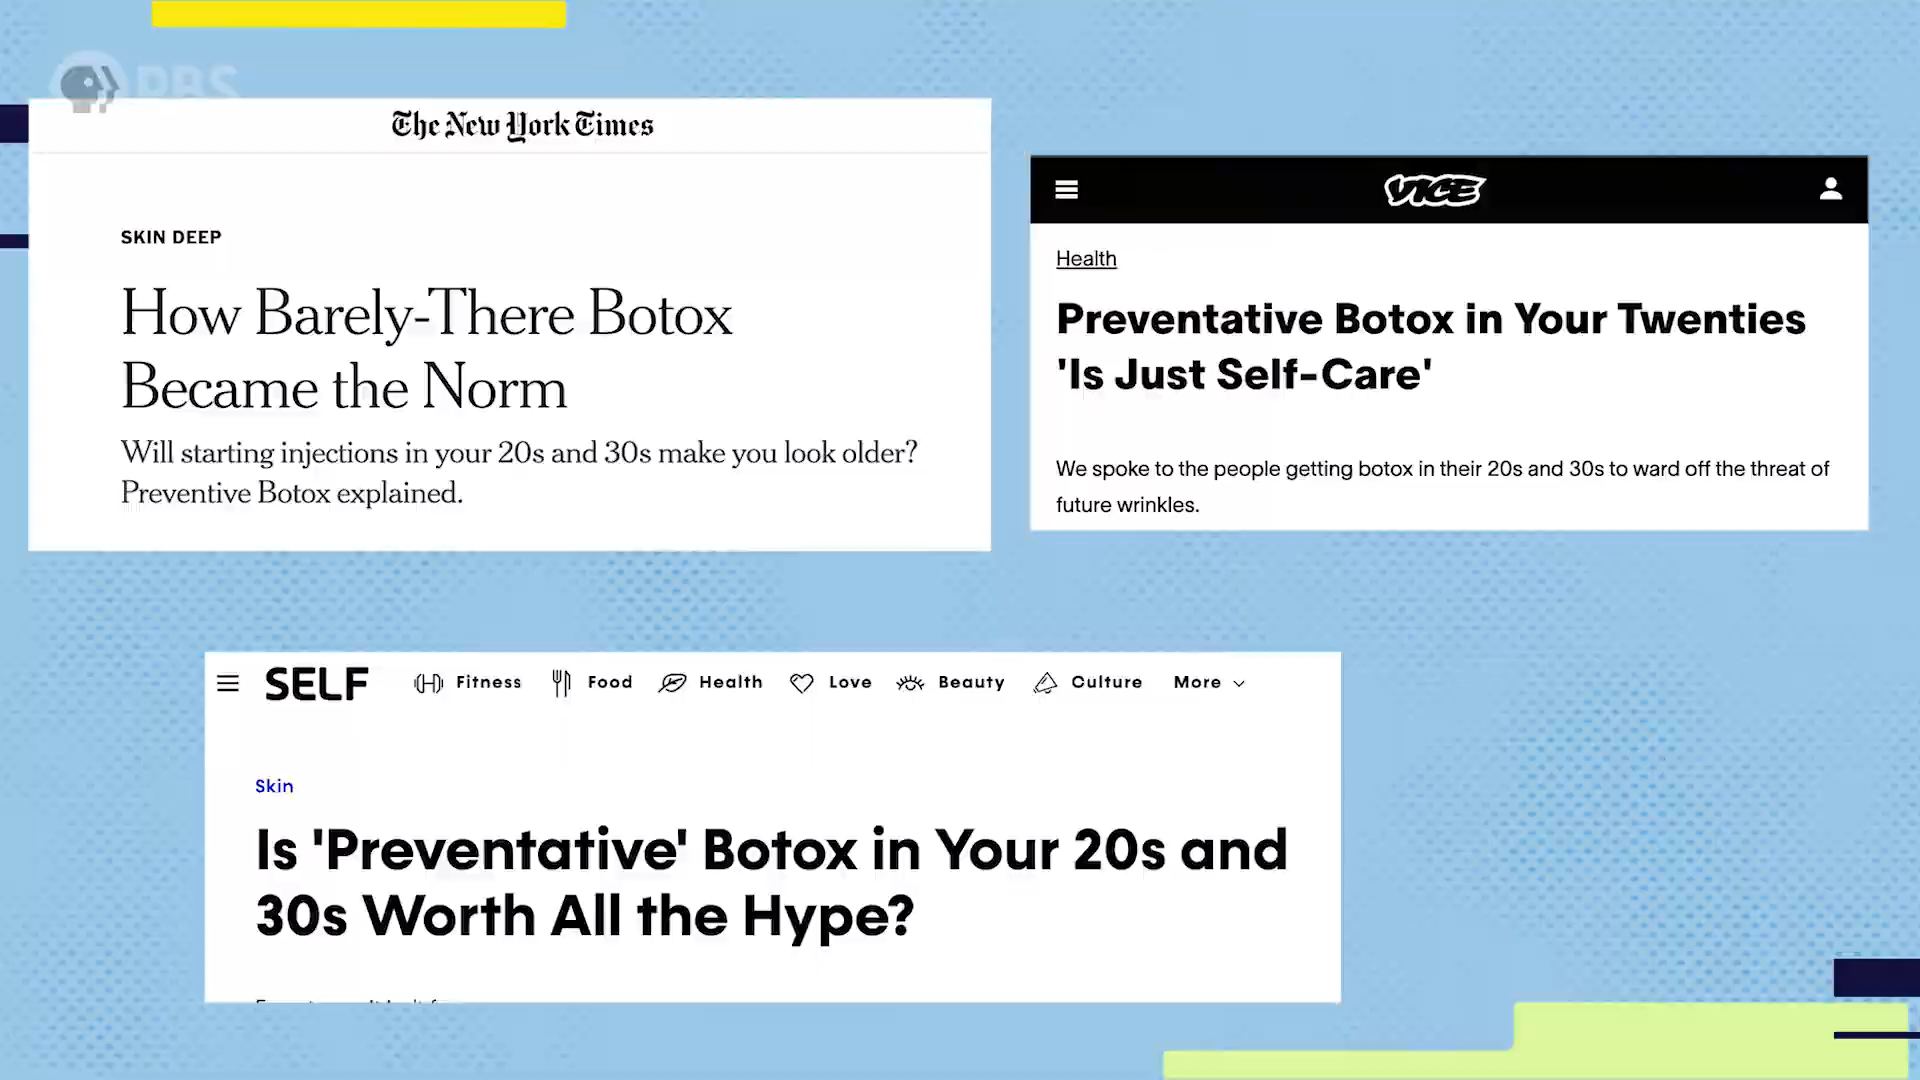 PBS
The New York Times
SKIN DEEP
How Barely-There Botox
Became the Norm
Will starting injections in your 20s and 30s make you look older?
Preventive Botox explained.
VICE
Health
Preventative Botox in Your Twenties
'Is Just Self-Care'
We spoke to the people getting botox in their 20s and 30s to ward off the threat of
future wrinkles.
SELF Fitness Food Health Love Beauty Culture More
Skin
Is 'Preventative' Botox in Your 20s and
30s Worth All the Hype?